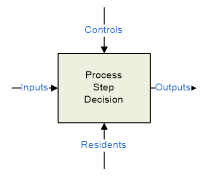 Controls
Process
Step
Decision
Inputs
Outputs
Residents